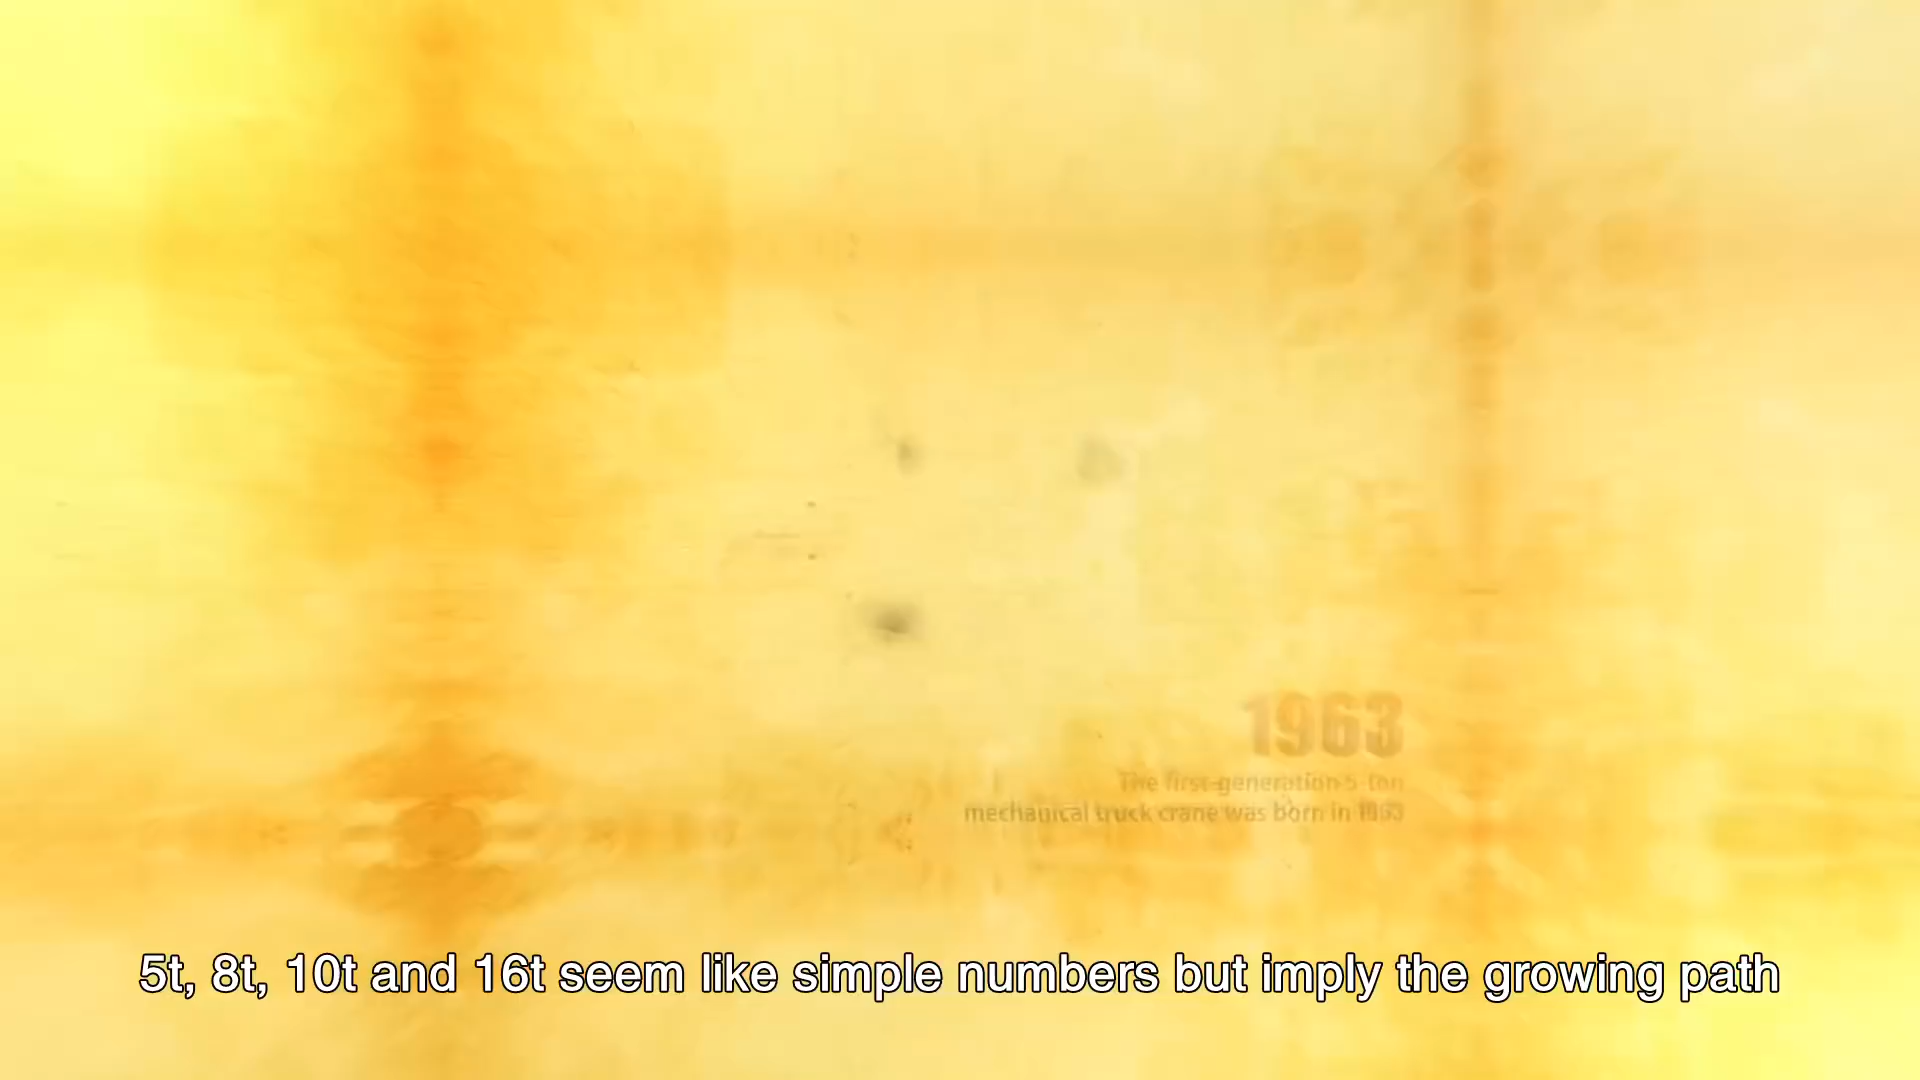 1963
The first-generation 5-ton
mechanical truck crane was born in 1963
5t, 8t, 10t and 16t seem like simple numbers but imply the growing path